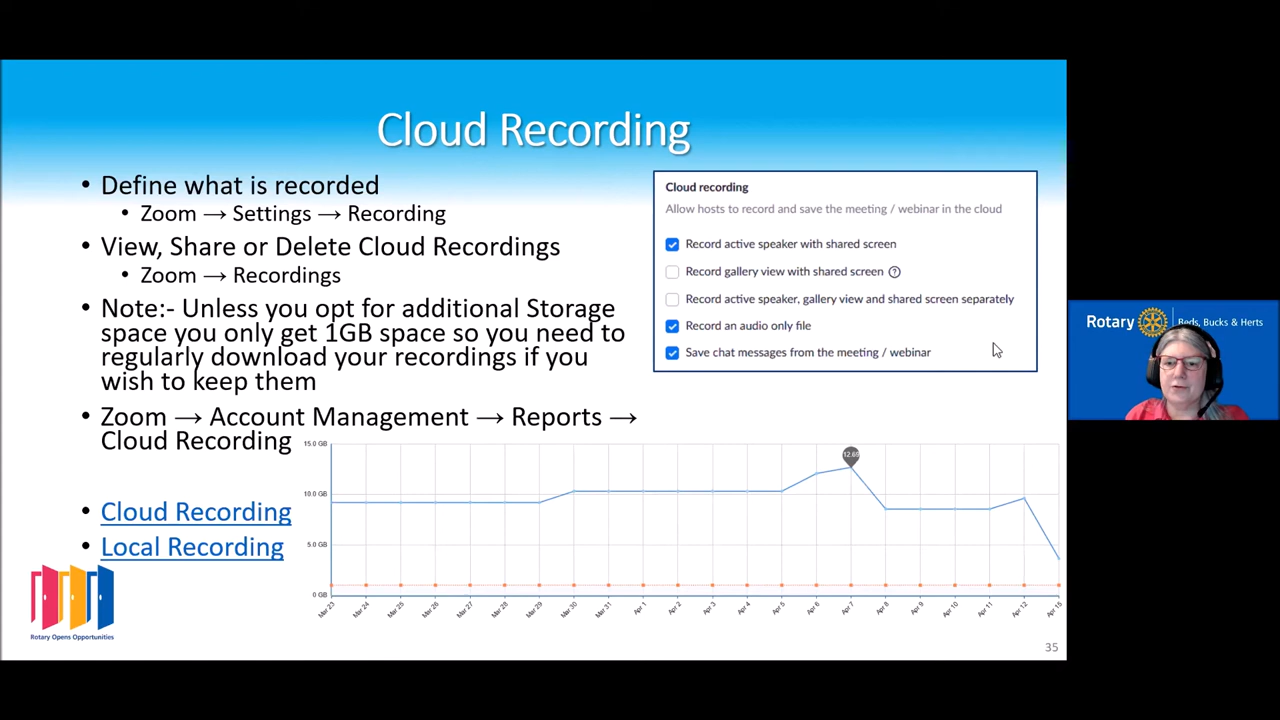 Cloud Recording
• Define what is recorded
• Zoom → Settings → Recording
• View, Share or Delete Cloud Recordings
• Zoom → Recordings
• Note:- Unless you opt for additional Storage
space you only get 1GB space so you need to
regularly download your recordings if you
wish to keep them
• Zoom → Account Management → Reports →
Cloud Recording
• Cloud Recording
• Local Recording
Rotary Opens Opportunities
Cloud recording
Allow hosts to record and save the meeting / webinar in the cloud
Record active speaker with shared screen
Record gallery view with shared screen ?
Record active speaker, gallery view and shared screen separately
Record an audio only file
Save chat messages from the meeting / webinar
15.0 GB
10.0 GB
5.0 GB
0 GB
12.69
Mar 23
Mar 24
Mar 25
Mar 26
Mar 27
Mar 28
Mar 29
Mar 30
Mar 31
Apr 1
Apr 2
Apr 3
Apr 4
Apr 5
Apr 6
Apr 7
Apr 8
Apr 9
Apr 10
Apr 11
Apr 12
Apr 15
35
Rotary
Beds, Bucks & Herts